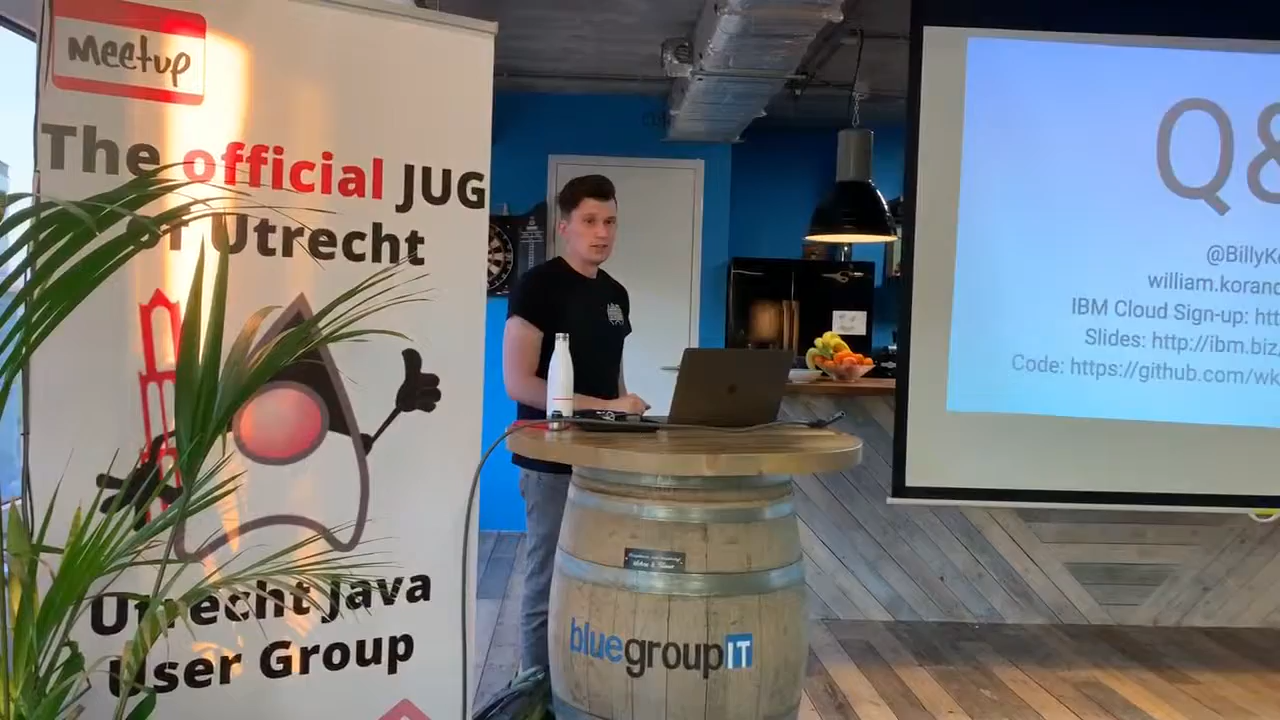 Meetup
The official JUG
of Utrecht
Utrecht Java
User Group
bluegroupIT
Q&
@BillyKo
william.koranc
IBM Cloud Sign-up: htt
Slides: http://ibm.biz/
Code: https://github.com/wk